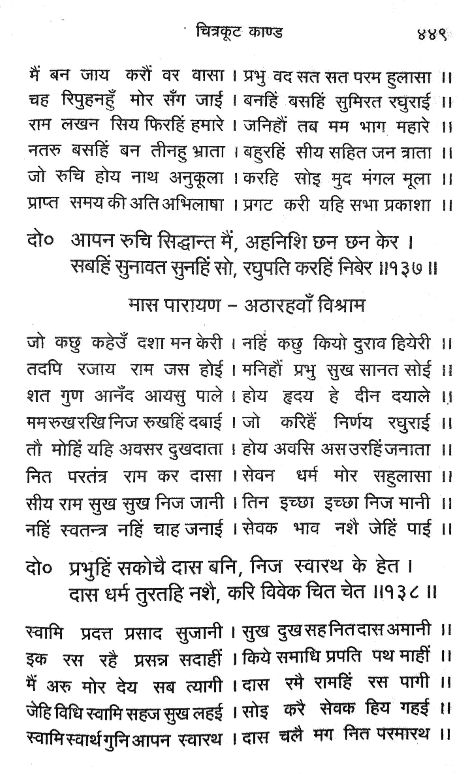 चित्रकूट काण्ड ४४९
मैं बन जाय करौं वर वासा । प्रभु वद सत सत परम हुलासा ।।
चह रिपुहनहुँ मोर सँग जाई । बनहिं बसहिं सुमिरत रघुराई ।।
राम लखन सिय फिरहिं हमारे । जनिहौं तब मम भाग महारे ।।
नतरु बसहिं बन तीनहु भ्राता । बहुरहिं सीय सहित जन त्राता ।।
जो रुचि होय नाथ अनुकूला । करहि सोइ मुद मंगल मूला ।।
प्राप्त समय की अति अभिलाषा । प्रगट करी यहि सभा प्रकाशा ।।
दो० आपन रुचि सिद्धान्त मैं, अहनिशि छन छन केर ।
सबहिं सुनावत सुनहिं सो, रघुपति करहिं निबेर ।।१३७।।
मास पारायण – अठारहवाँ विश्राम
जो कछु कहेउँ दशा मन केरी । नहिं कछु कियो दुराव हियेरी ।।
तदपि रजाय राम जस होई । मनिहौं प्रभु सुख सानत सोई ।।
शत गुण आनँद आयसु पाले । होय हृदय हे दीन दयाले ।।
मम रुख रखि निज रुखहिं दबाई । जो करिहैं निर्णय रघुराई ।।
तौ मोहिं यहि अवसर दुखदाता । होय अवसि अस उरहिं जनाता ।।
नित परतंत्र राम कर दासा । सेवन धर्म मोर सहुलासा ।।
सीय राम सुख सुख निज जानी । तिन इच्छा इच्छा निज मानी ।।
नहिं स्वतन्त्र नहिं चाह जनाई । सेवक भाव नशै जेहिं पाई ।।
दो० प्रभुहिं सकोचै दास बनि, निज स्वारथ के हेत ।
दास धर्म तुरतहि नशै, करि विवेक चित चेत ।।१३८।।
स्वामि प्रदत्त प्रसाद सुजानी । सुख दुख सह नित दास अमानी ।।
इक रस रहै प्रसन्न सदाहीं । किये समाधि प्रपति पथ माहीं ।।
मैं अरु मोर देय सब त्यागी । दास रमै रामहिं रस पागी ।।
जेहि विधि स्वामि सहज सुख लहई । सोइ करै सेवक हिय गहई ।।
स्वामि स्वार्थ गुनि आपन स्वारथ । दास चलै मग नित परमारथ ।।